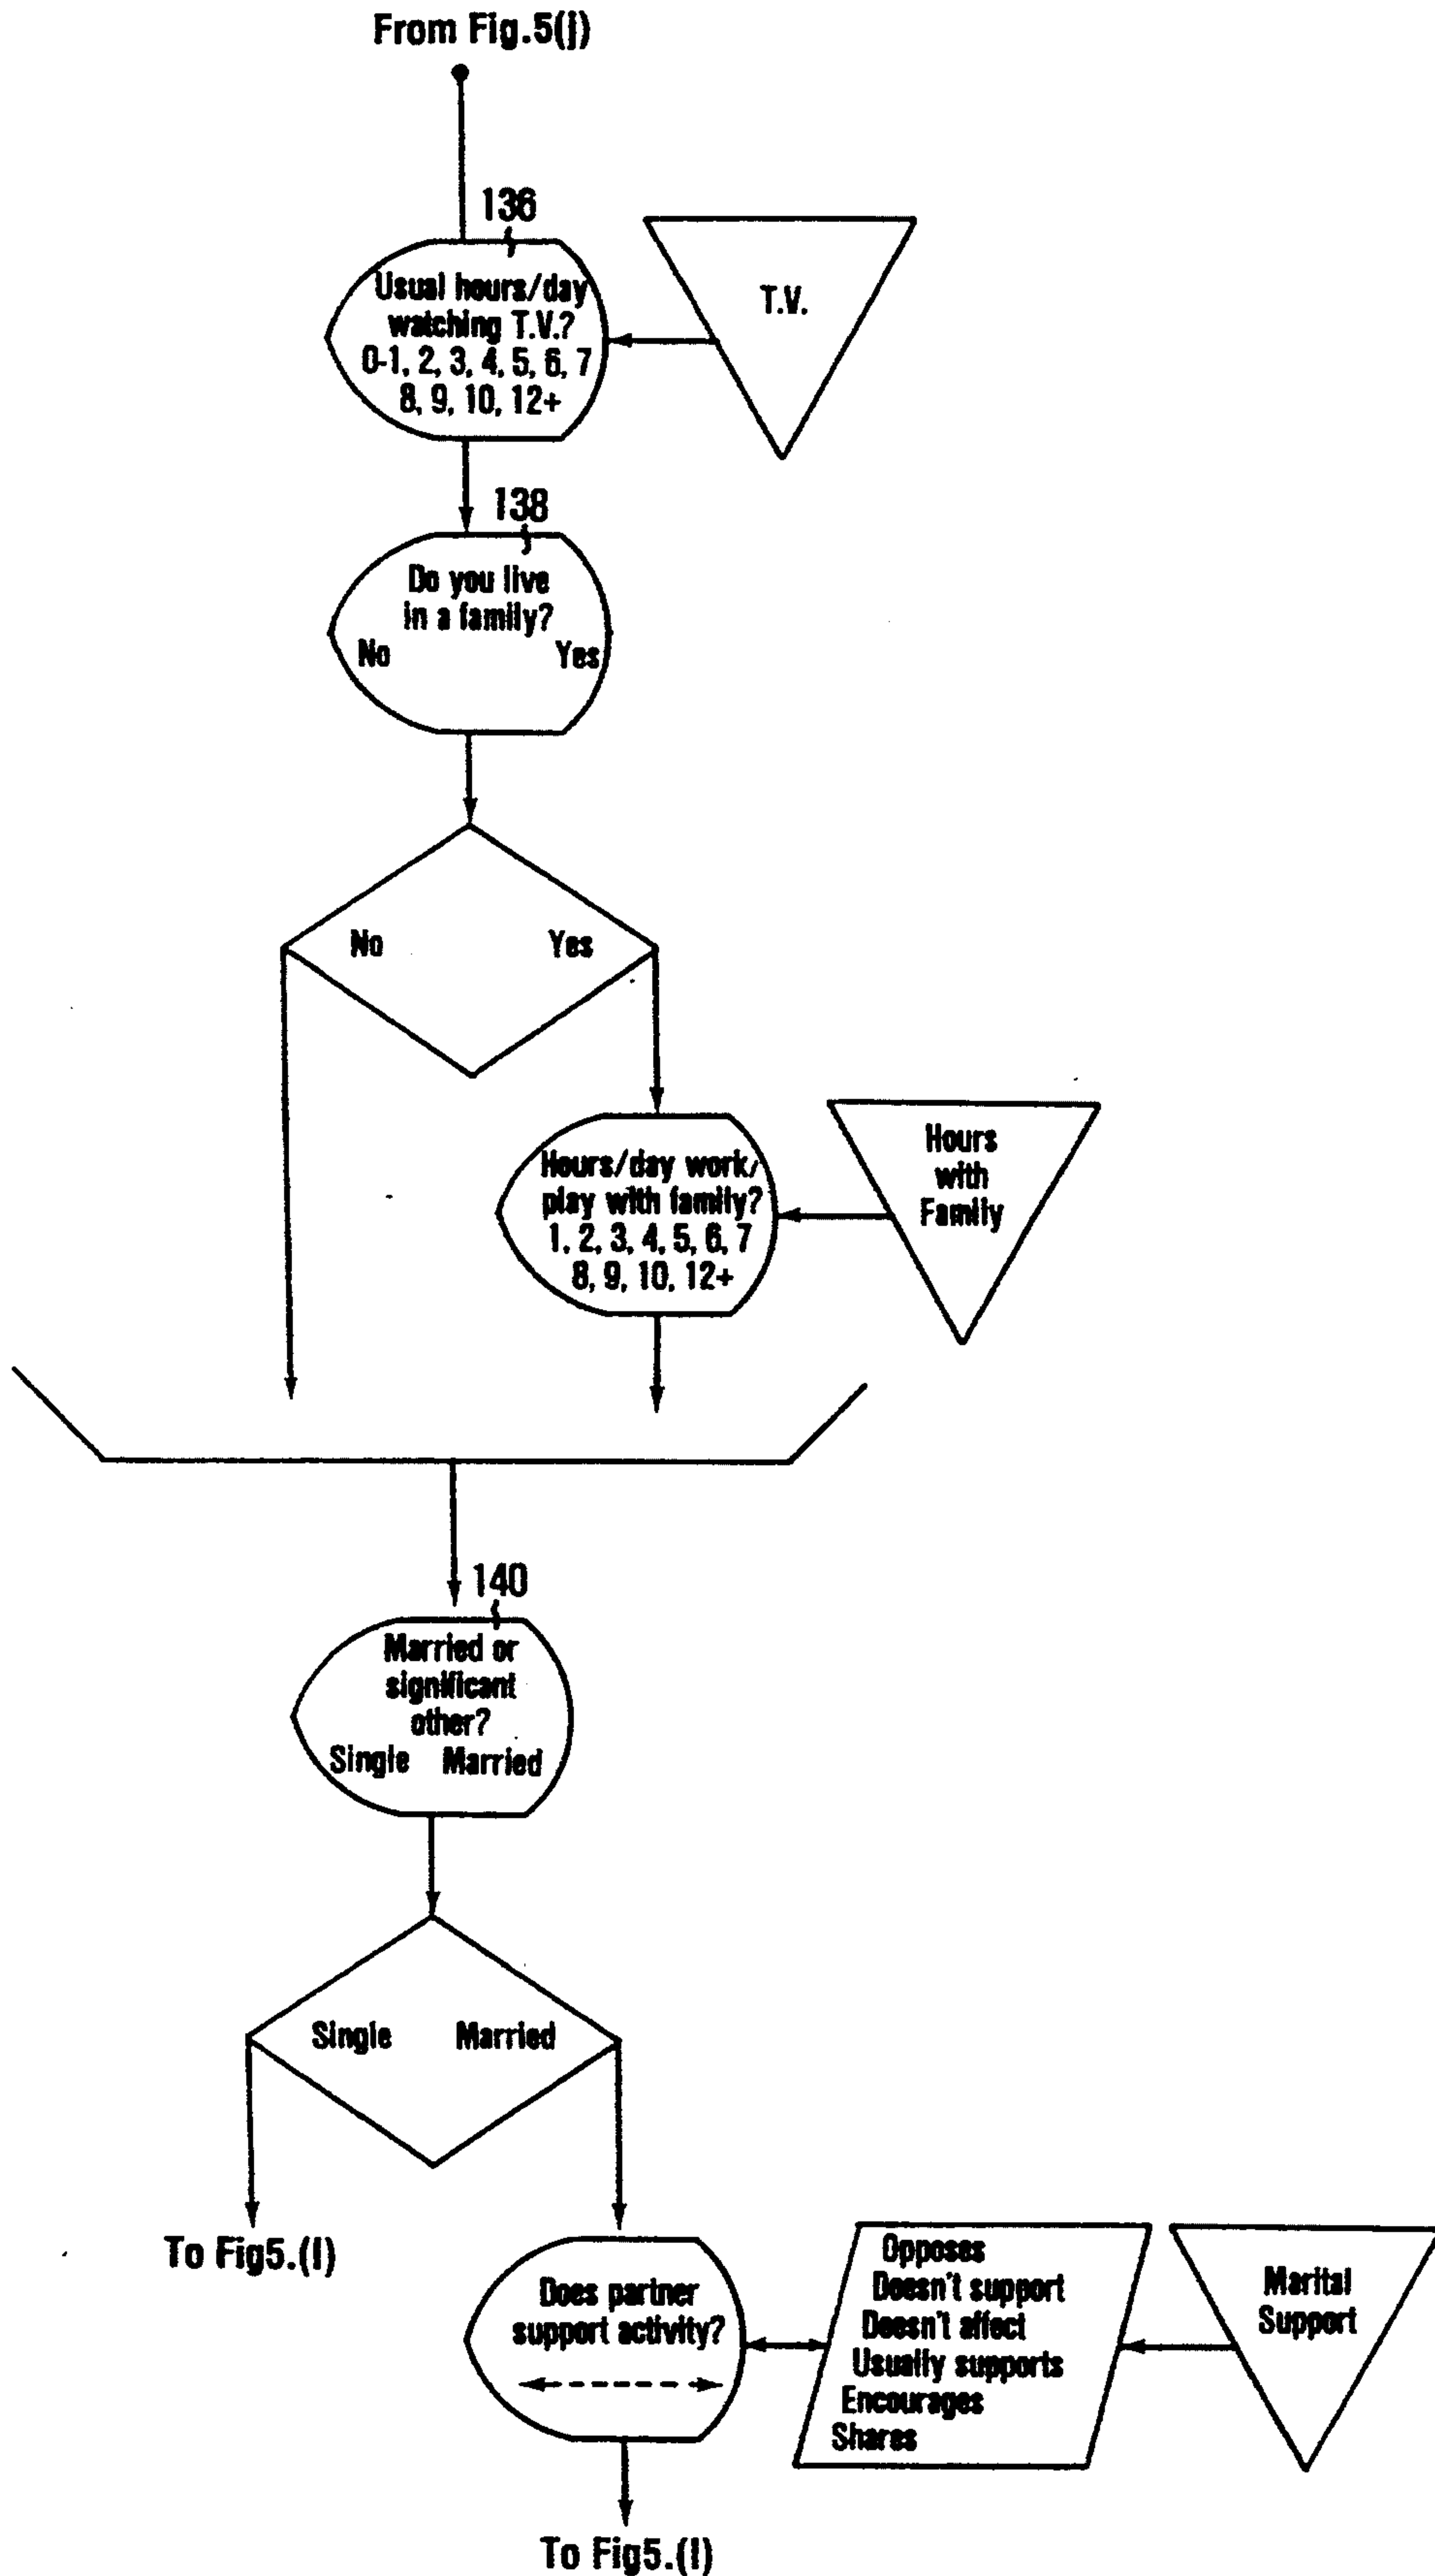 From Fig.5(j)
136
Usual hours/day
watching T.V.?
0-1, 2, 3, 4, 5, 6, 7
8, 9, 10, 12+
T.V.
138
Do you live
in a family?
No Yes
No Yes
Hours/day work/
play with family?
1, 2, 3, 4, 5, 6, 7
8, 9, 10, 12+
Hours
with
Family
140
Married or
significant
other?
Single Married
Single Married
To Fig5.(l)
Does partner
support activity?
Opposes
Doesn't support
Doesn't affect
Usually supports
Encourages
Shares
Marital
Support
To Fig5.(l)